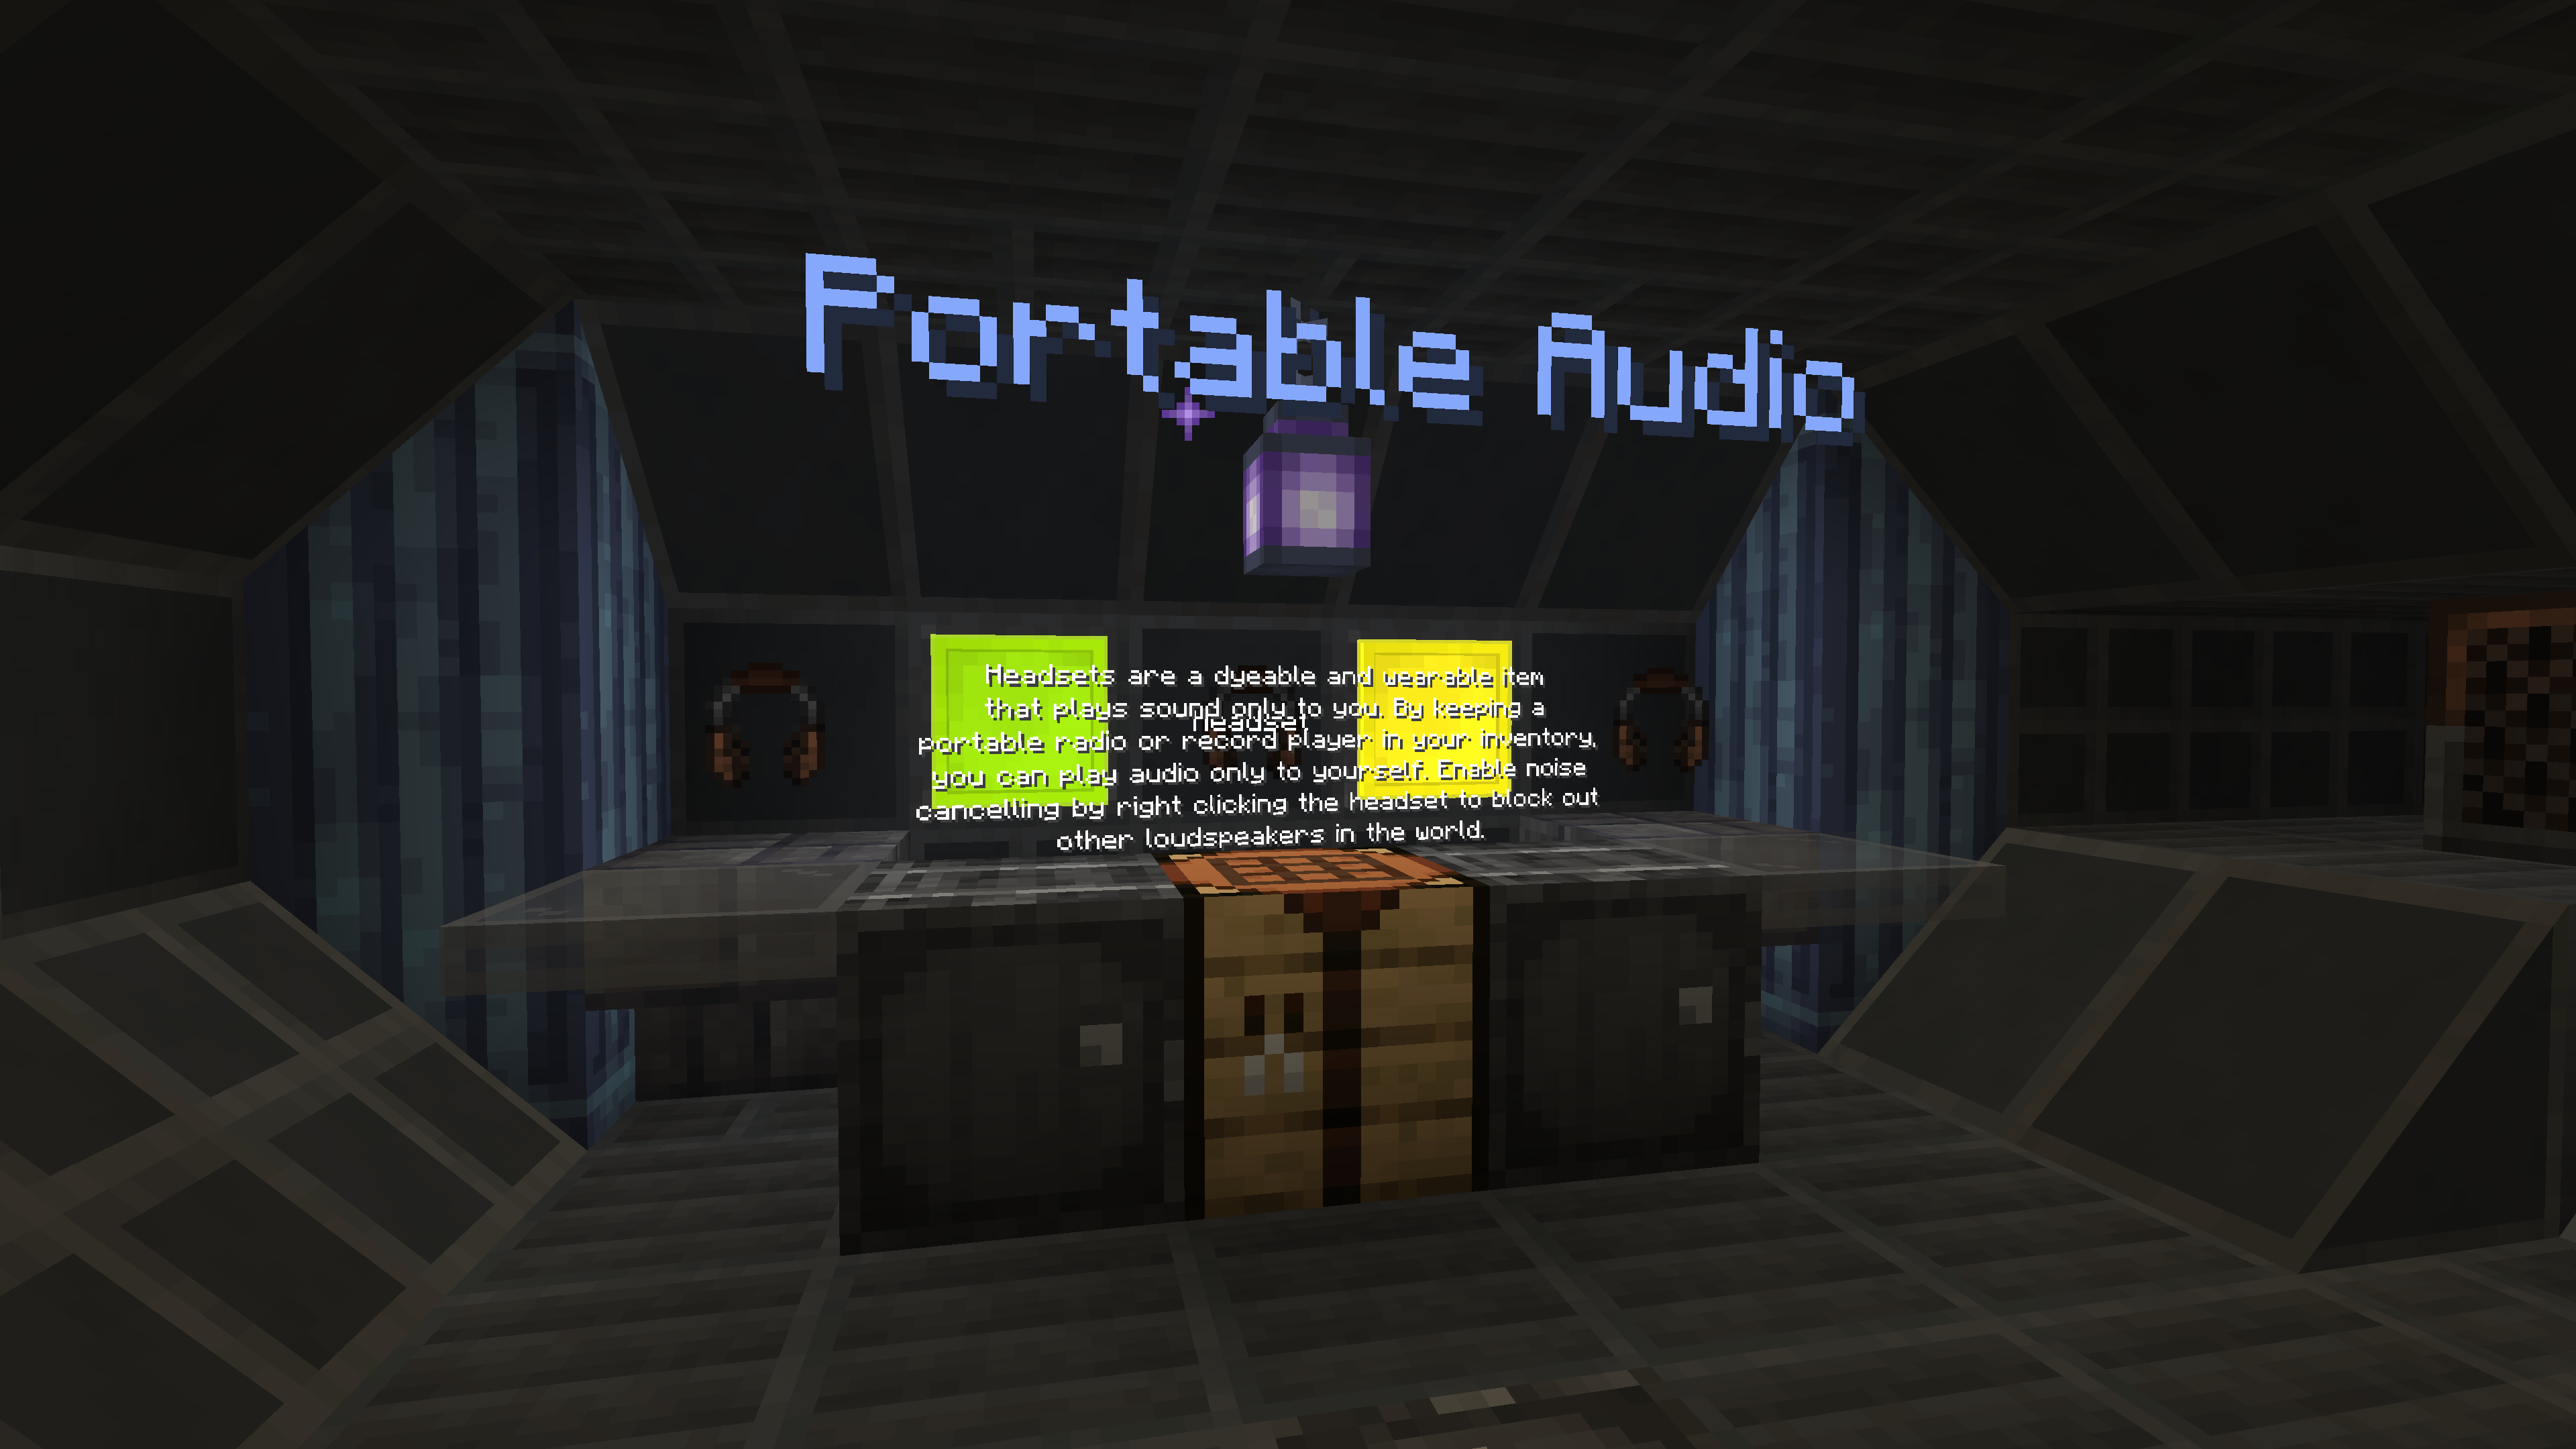 Portable Audio
Headsets are a dyeable and wearable item
that plays sound only to you. By keeping a
Headset
portable radio or record player in your inventory,
you can play audio only to yourself. Enable noise
cancelling by right clicking the headset to block out
other loudspeakers in the world.